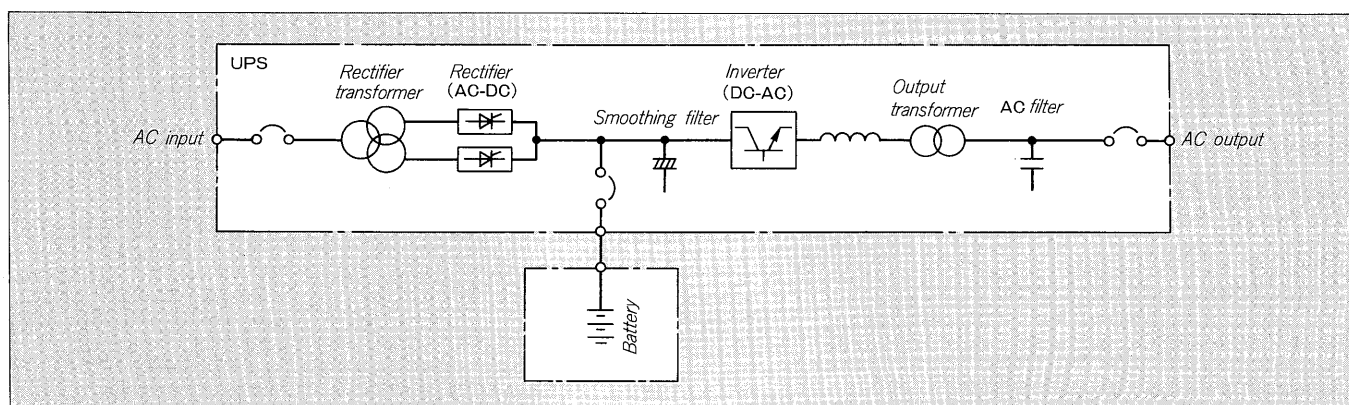 UPS
Rectifier
transformer
Rectifier
(AC-DC)
Smoothing filter
Inverter
(DC-AC)
Output
transformer
AC filter
AC input
AC output
Battery